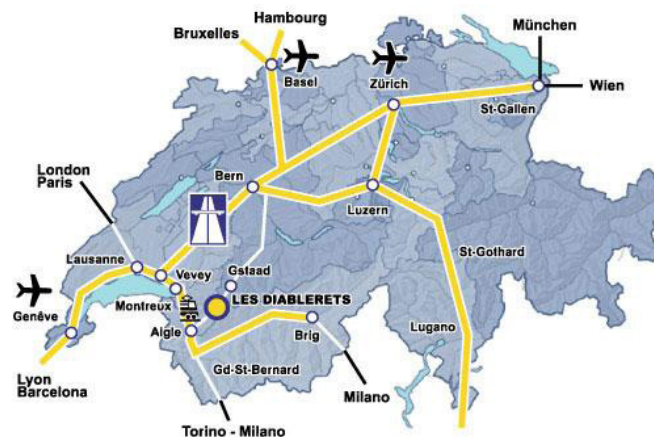 Hambourg
Bruxelles
München
Basel
Zürich
Wien
St-Gallen
London
Paris
Bern
Luzern
Lausanne
Vevey
Gstaad
St-Gothard
Genêve
Montreux
LES DIABLERETS
Aigle
Brig
Lugano
Gd-St-Bernard
Lyon
Barcelona
Milano
Torino - Milano